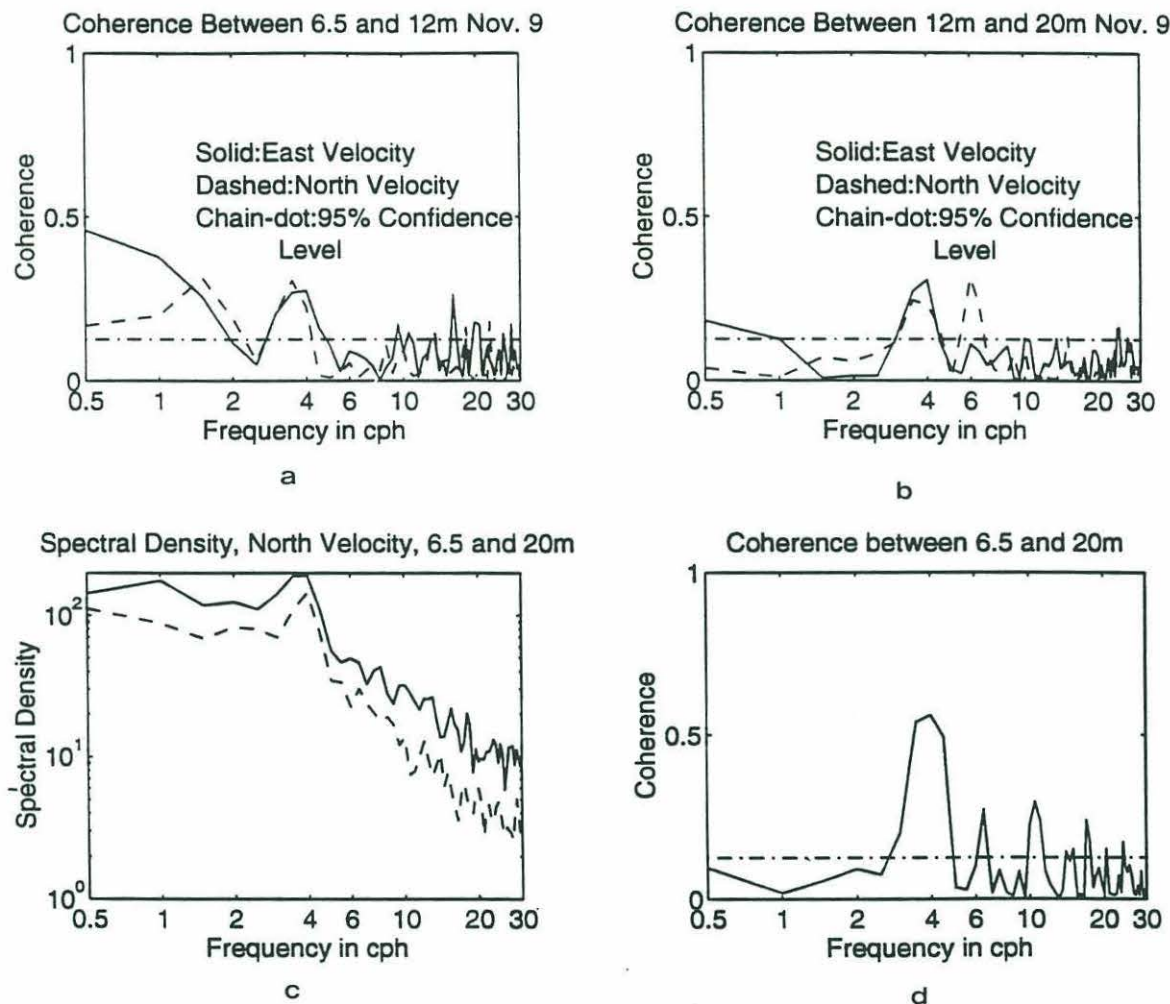 Coherence Between 6.5 and 12m Nov. 9
1
0.5
0
Coherence
Solid:East Velocity
Dashed:North Velocity
Chain-dot:95% Confidence
Level
0.5 1 2 4 6 10 20 30
Frequency in cph
a
Coherence Between 12m and 20m Nov. 9
1
0.5
0
Coherence
Solid:East Velocity
Dashed:North Velocity
Chain-dot:95% Confidence
Level
0.5 1 2 4 6 10 20 30
Frequency in cph
b
Spectral Density, North Velocity, 6.5 and 20m
10²
10¹
10⁰
Spectral Density
0.5 1 2 4 6 10 20 30
Frequency in cph
c
Coherence between 6.5 and 20m
1
0.5
0
Coherence
0.5 1 2 4 6 10 20 30
Frequency in cph
d